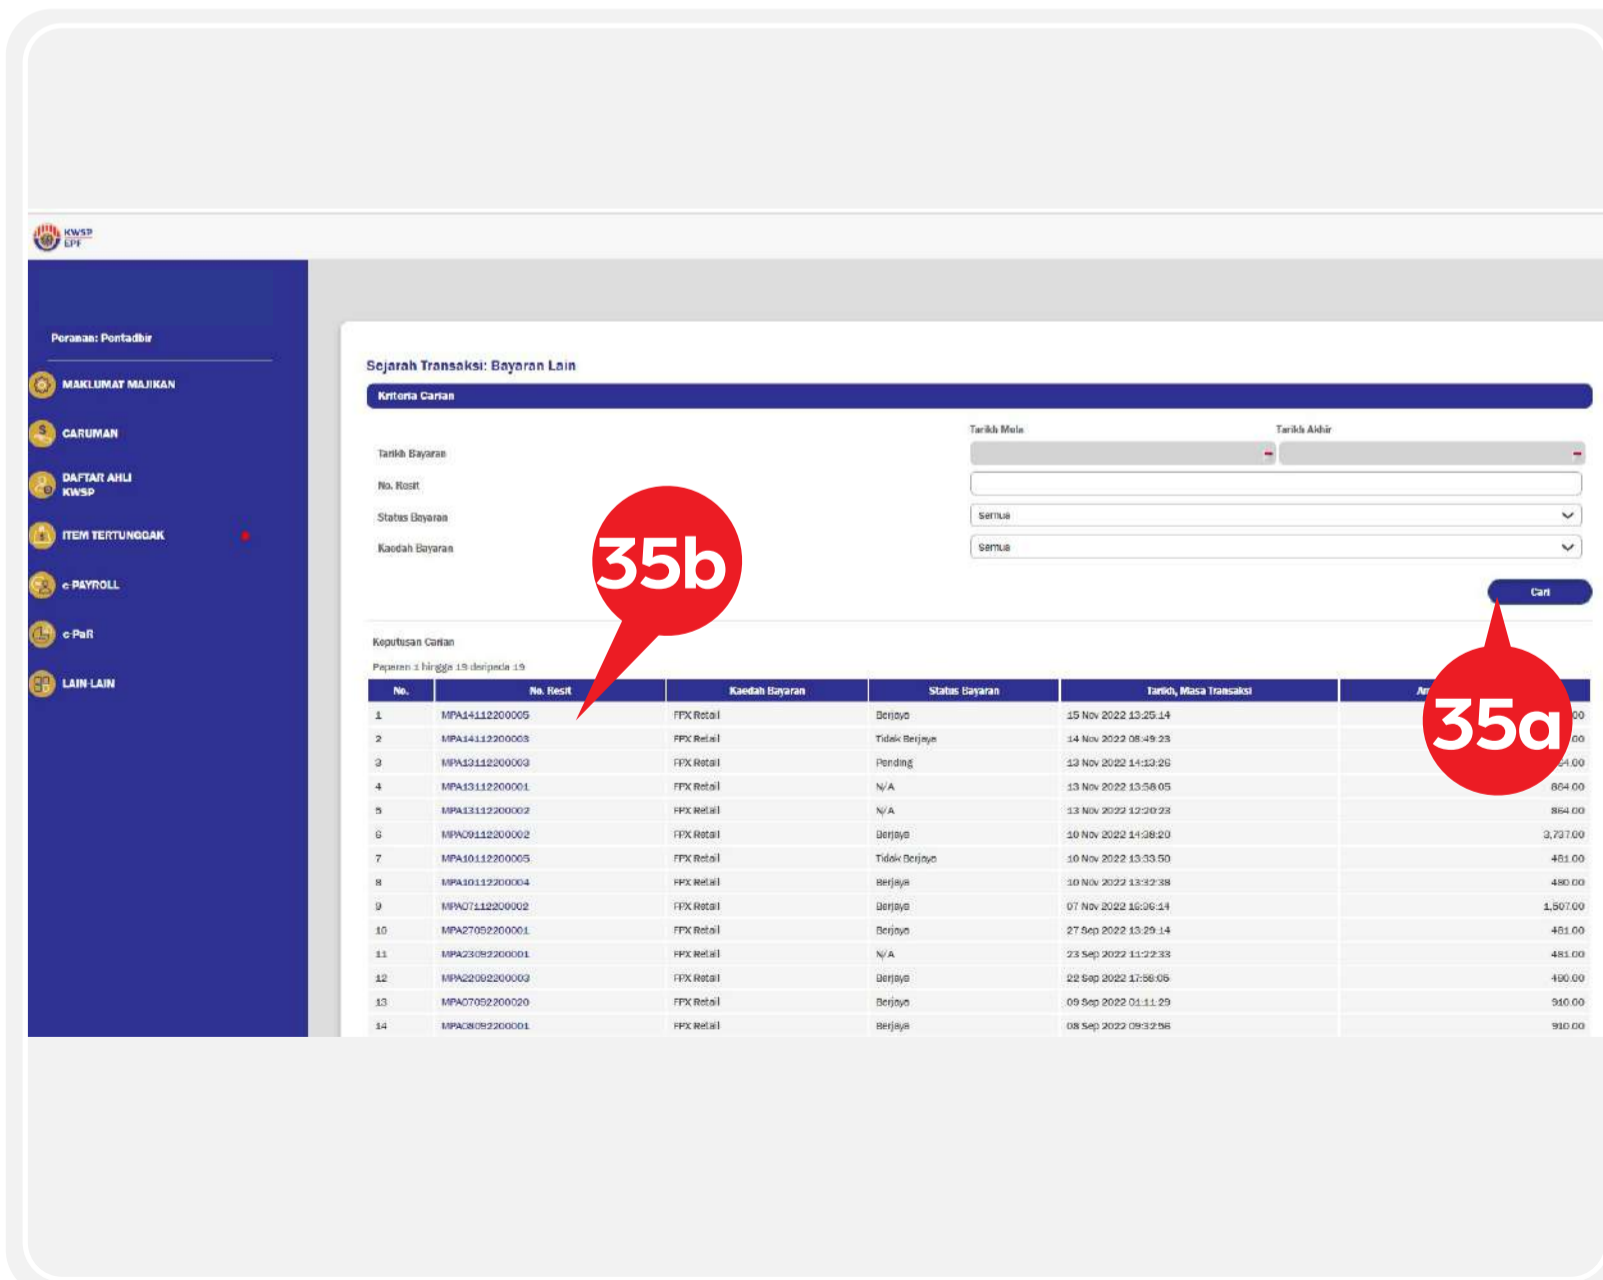 KWSP
EPF
Peranan: Pentadbir
MAKLUMAT MAJIKAN
CARUMAN
DAFTAR AHLI
KWSP
ITEM TERTUNGGAK
e-PAYROLL
e-PaR
LAIN-LAIN
Sejarah Transaksi: Bayaran Lain
Kriteria Carian
Tarikh Mula Tarikh Akhir
Tarikh Bayaran
No. Resit
Status Bayaran Semua
Kaedah Bayaran Semua
35b
Cari
Keputusan Carian
Paparan 1 hingga 19 daripada 19
No. No. Resit Kaedah Bayaran Status Bayaran Tarikh, Masa Transaksi
35a
1 MPA14112200005 FPX Retail Berjaya 15 Nov 2022 13:25:14
2 MPA14112200003 FPX Retail Tidak Berjaya 14 Nov 2022 08:49:23
3 MPA13112200003 FPX Retail Pending 13 Nov 2022 14:13:26
4 MPA13112200001 FPX Retail N/A 13 Nov 2022 13:58:05 864.00
5 MPA13112200002 FPX Retail N/A 13 Nov 2022 12:20:23 864.00
6 MPA09112200002 FPX Retail Berjaya 10 Nov 2022 14:38:20 3,737.00
7 MPA10112200005 FPX Retail Tidak Berjaya 10 Nov 2022 13:33:50 481.00
8 MPA10112200004 FPX Retail Berjaya 10 Nov 2022 13:32:38 480.00
9 MPA07112200002 FPX Retail Berjaya 07 Nov 2022 16:36:14 1,507.00
10 MPA27092200001 FPX Retail Berjaya 27 Sep 2022 13:29:14 481.00
11 MPA23092200001 FPX Retail N/A 23 Sep 2022 11:22:33 481.00
12 MPA22092200003 FPX Retail Berjaya 22 Sep 2022 17:58:05 490.00
13 MPA07092200020 FPX Retail Berjaya 09 Sep 2022 01:11:29 910.00
14 MPA08092200001 FPX Retail Berjaya 08 Sep 2022 09:32:56 910.00